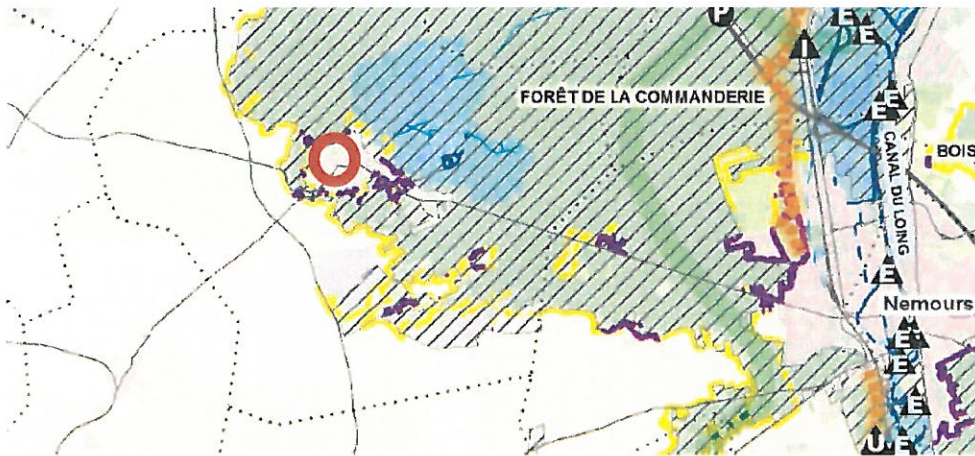 P
I
E
E
FORÊT DE LA COMMANDERIE
E
E
BOIS
CANAL DU LOING
E
Nemours
E
E
E
U
E